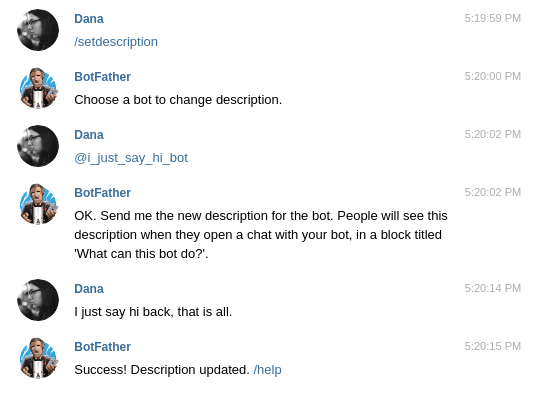 Dana 5:19:59 PM
/setdescription
BotFather 5:20:00 PM
Choose a bot to change description.
Dana 5:20:02 PM
@i_just_say_hi_bot
BotFather 5:20:02 PM
OK. Send me the new description for the bot. People will see this
description when they open a chat with your bot, in a block titled
'What can this bot do?'.
Dana 5:20:14 PM
I just say hi back, that is all.
BotFather 5:20:15 PM
Success! Description updated. /help